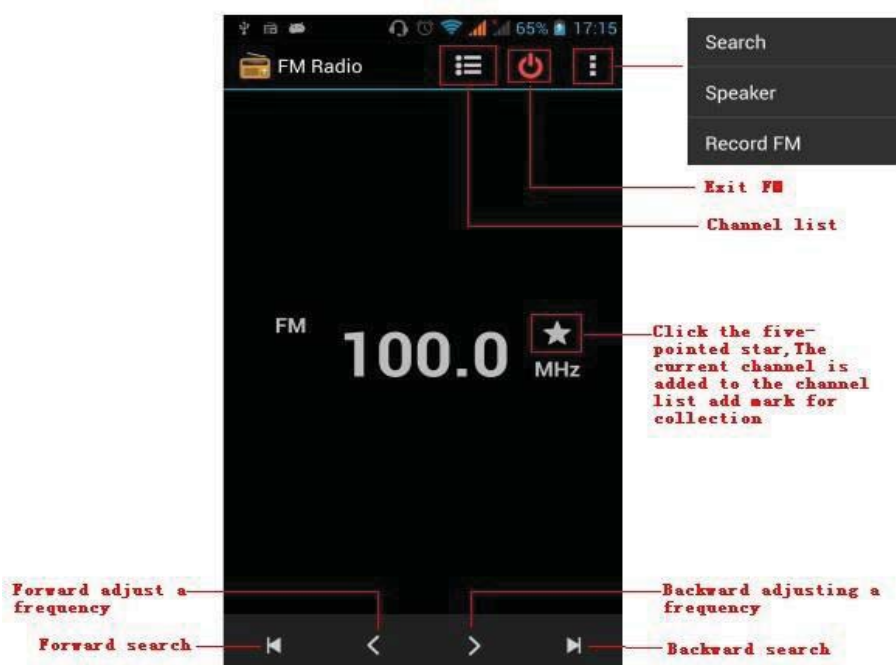 65% 17:15
FM Radio
Search
Speaker
Record FM
Exit FM
Channel list
FM
100.0
MHz
Click the five-
pointed star,The
current channel is
added to the channel
list add mark for
collection
Forward adjust a
frequency
Backward adjusting a
frequency
Forward search
Backward search